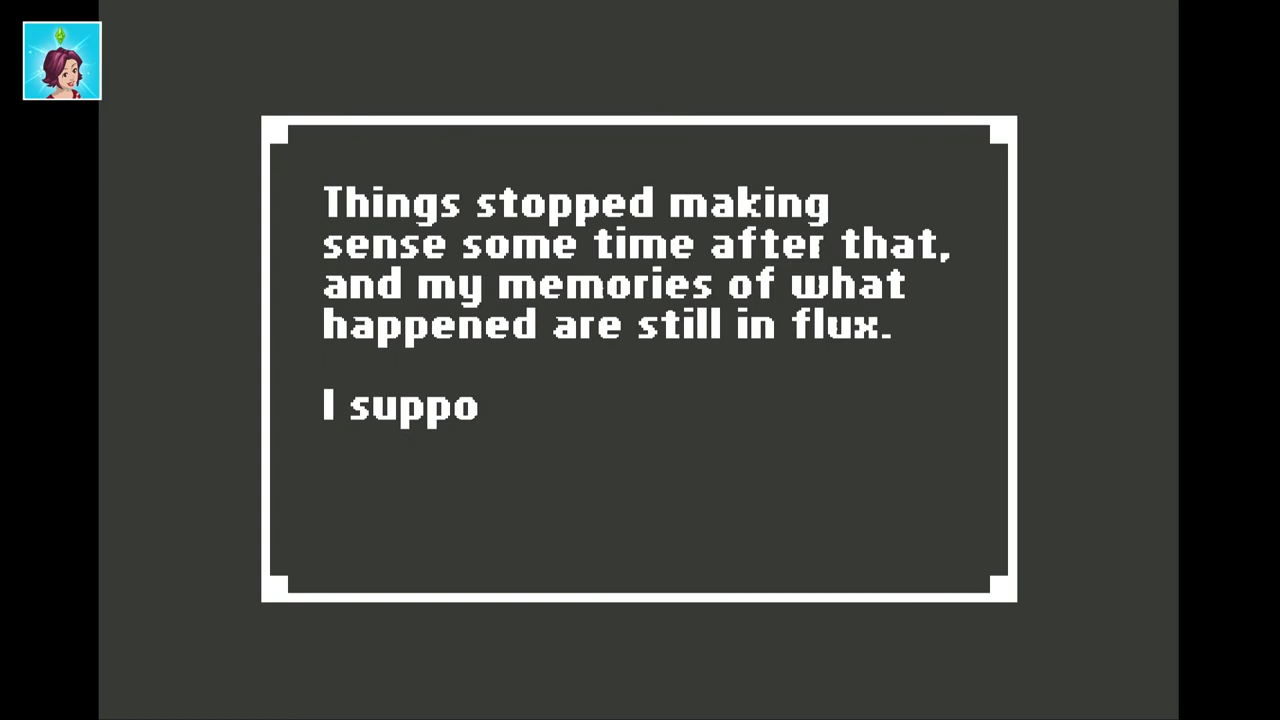 Things stopped making
sense some time after that,
and my memories of what
happened are still in flux.
I suppo